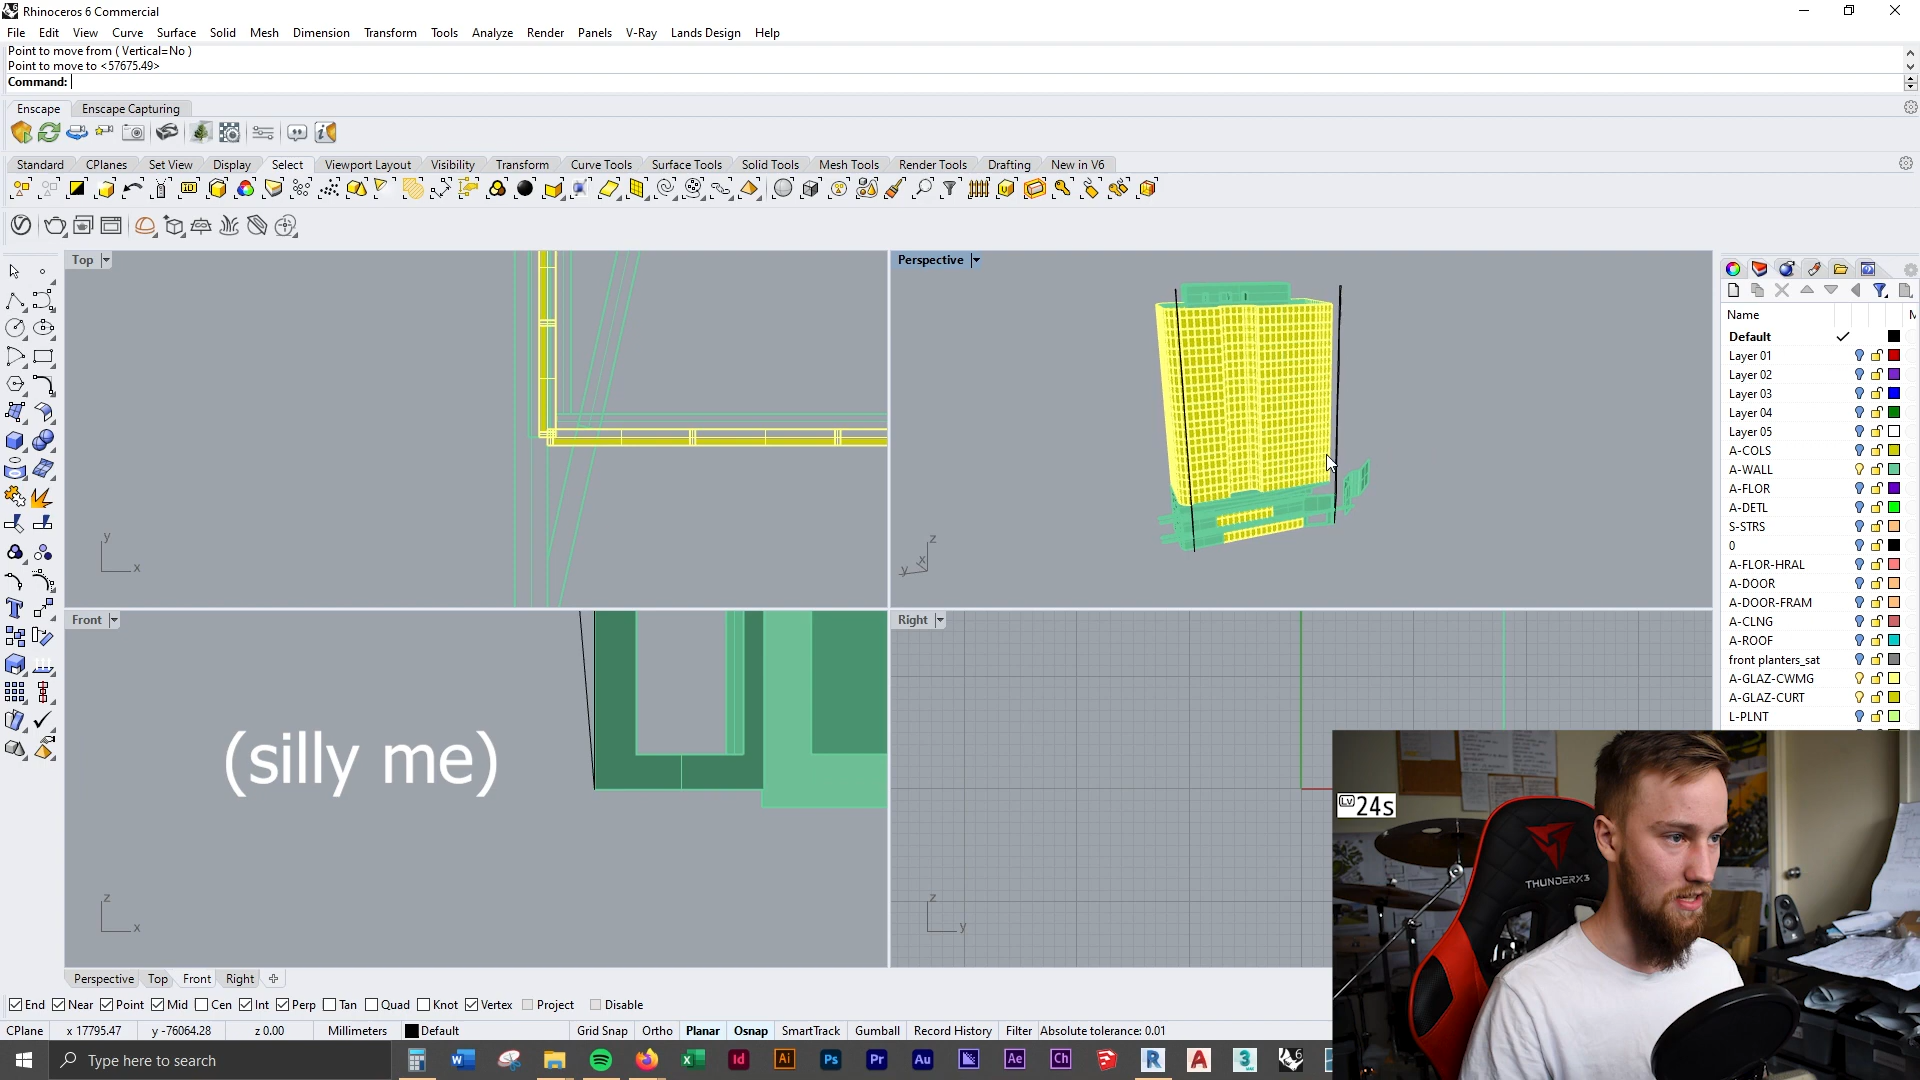 Rhinoceros 6 Commercial
File Edit View Curve Surface Solid Mesh Dimension Transform Tools Analyze Render Panels V-Ray Lands Design Help
Point to move from ( Vertical=No )
Point to move to <57675.49>
Command:
Enscape Enscape Capturing
Standard CPlanes Set View Display Select Viewport Layout Visibility Transform Curve Tools Surface Tools Solid Tools Mesh Tools Render Tools Drafting New in V6
Top
Perspective
Name
Default
Layer 01
Layer 02
Layer 03
Layer 04
Layer 05
A-COLS
A-WALL
A-FLOR
A-DETL
S-STRS
0
A-FLOR-HRAL
A-DOOR
A-DOOR-FRAM
A-CLNG
A-ROOF
front planters_sat
A-GLAZ-CWMG
A-GLAZ-CURT
L-PLNT
y
x
z
y x
Front
Right
(silly me)
z
x
z
y
Lv 24s
THUNDERX3
Perspective Top Front Right
End Near Point Mid Cen Int Perp Tan Quad Knot Vertex Project Disable
CPlane x 17795.47 y -76064.28 z 0.00 Millimeters Default Grid Snap Ortho Planar Osnap SmartTrack Gumball Record History Filter Absolute tolerance: 0.01
Type here to search